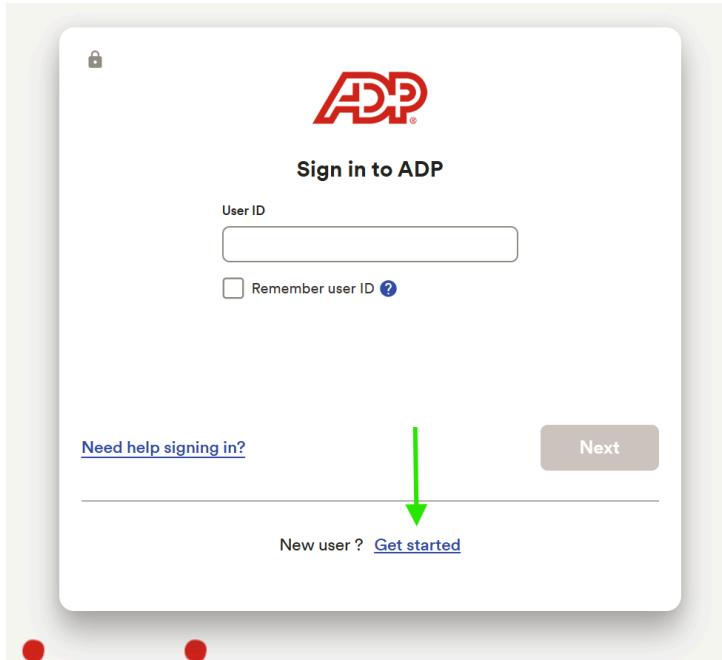 ADP
Sign in to ADP
User ID
Remember user ID ?
Need help signing in?
Next
New user ? Get started